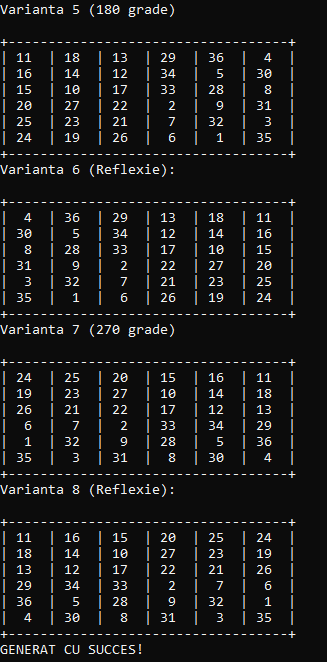 Varianta 5 (180 grade)
+-----------------------------------+
| 11 | 18 | 13 | 29 | 36 | 4 |
| 16 | 14 | 12 | 34 | 5 | 30 |
| 15 | 10 | 17 | 33 | 28 | 8 |
| 20 | 27 | 22 | 2 | 9 | 31 |
| 25 | 23 | 21 | 7 | 32 | 3 |
| 24 | 19 | 26 | 6 | 1 | 35 |
+-----------------------------------+
Varianta 6 (Reflexie):
+-----------------------------------+
| 4 | 36 | 29 | 13 | 18 | 11 |
| 30 | 5 | 34 | 12 | 14 | 16 |
| 8 | 28 | 33 | 17 | 10 | 15 |
| 31 | 9 | 2 | 22 | 27 | 20 |
| 3 | 32 | 7 | 21 | 23 | 25 |
| 35 | 1 | 6 | 26 | 19 | 24 |
+-----------------------------------+
Varianta 7 (270 grade)
+-----------------------------------+
| 24 | 25 | 20 | 15 | 16 | 11 |
| 19 | 23 | 27 | 10 | 14 | 18 |
| 26 | 21 | 22 | 17 | 12 | 13 |
| 6 | 7 | 2 | 33 | 34 | 29 |
| 1 | 32 | 9 | 28 | 5 | 36 |
| 35 | 3 | 31 | 8 | 30 | 4 |
+-----------------------------------+
Varianta 8 (Reflexie):
+-----------------------------------+
| 11 | 16 | 15 | 20 | 25 | 24 |
| 18 | 14 | 10 | 27 | 23 | 19 |
| 13 | 12 | 17 | 22 | 21 | 26 |
| 29 | 34 | 33 | 2 | 7 | 6 |
| 36 | 5 | 28 | 9 | 32 | 1 |
| 4 | 30 | 8 | 31 | 3 | 35 |
+-----------------------------------+
GENERAT CU SUCCES!